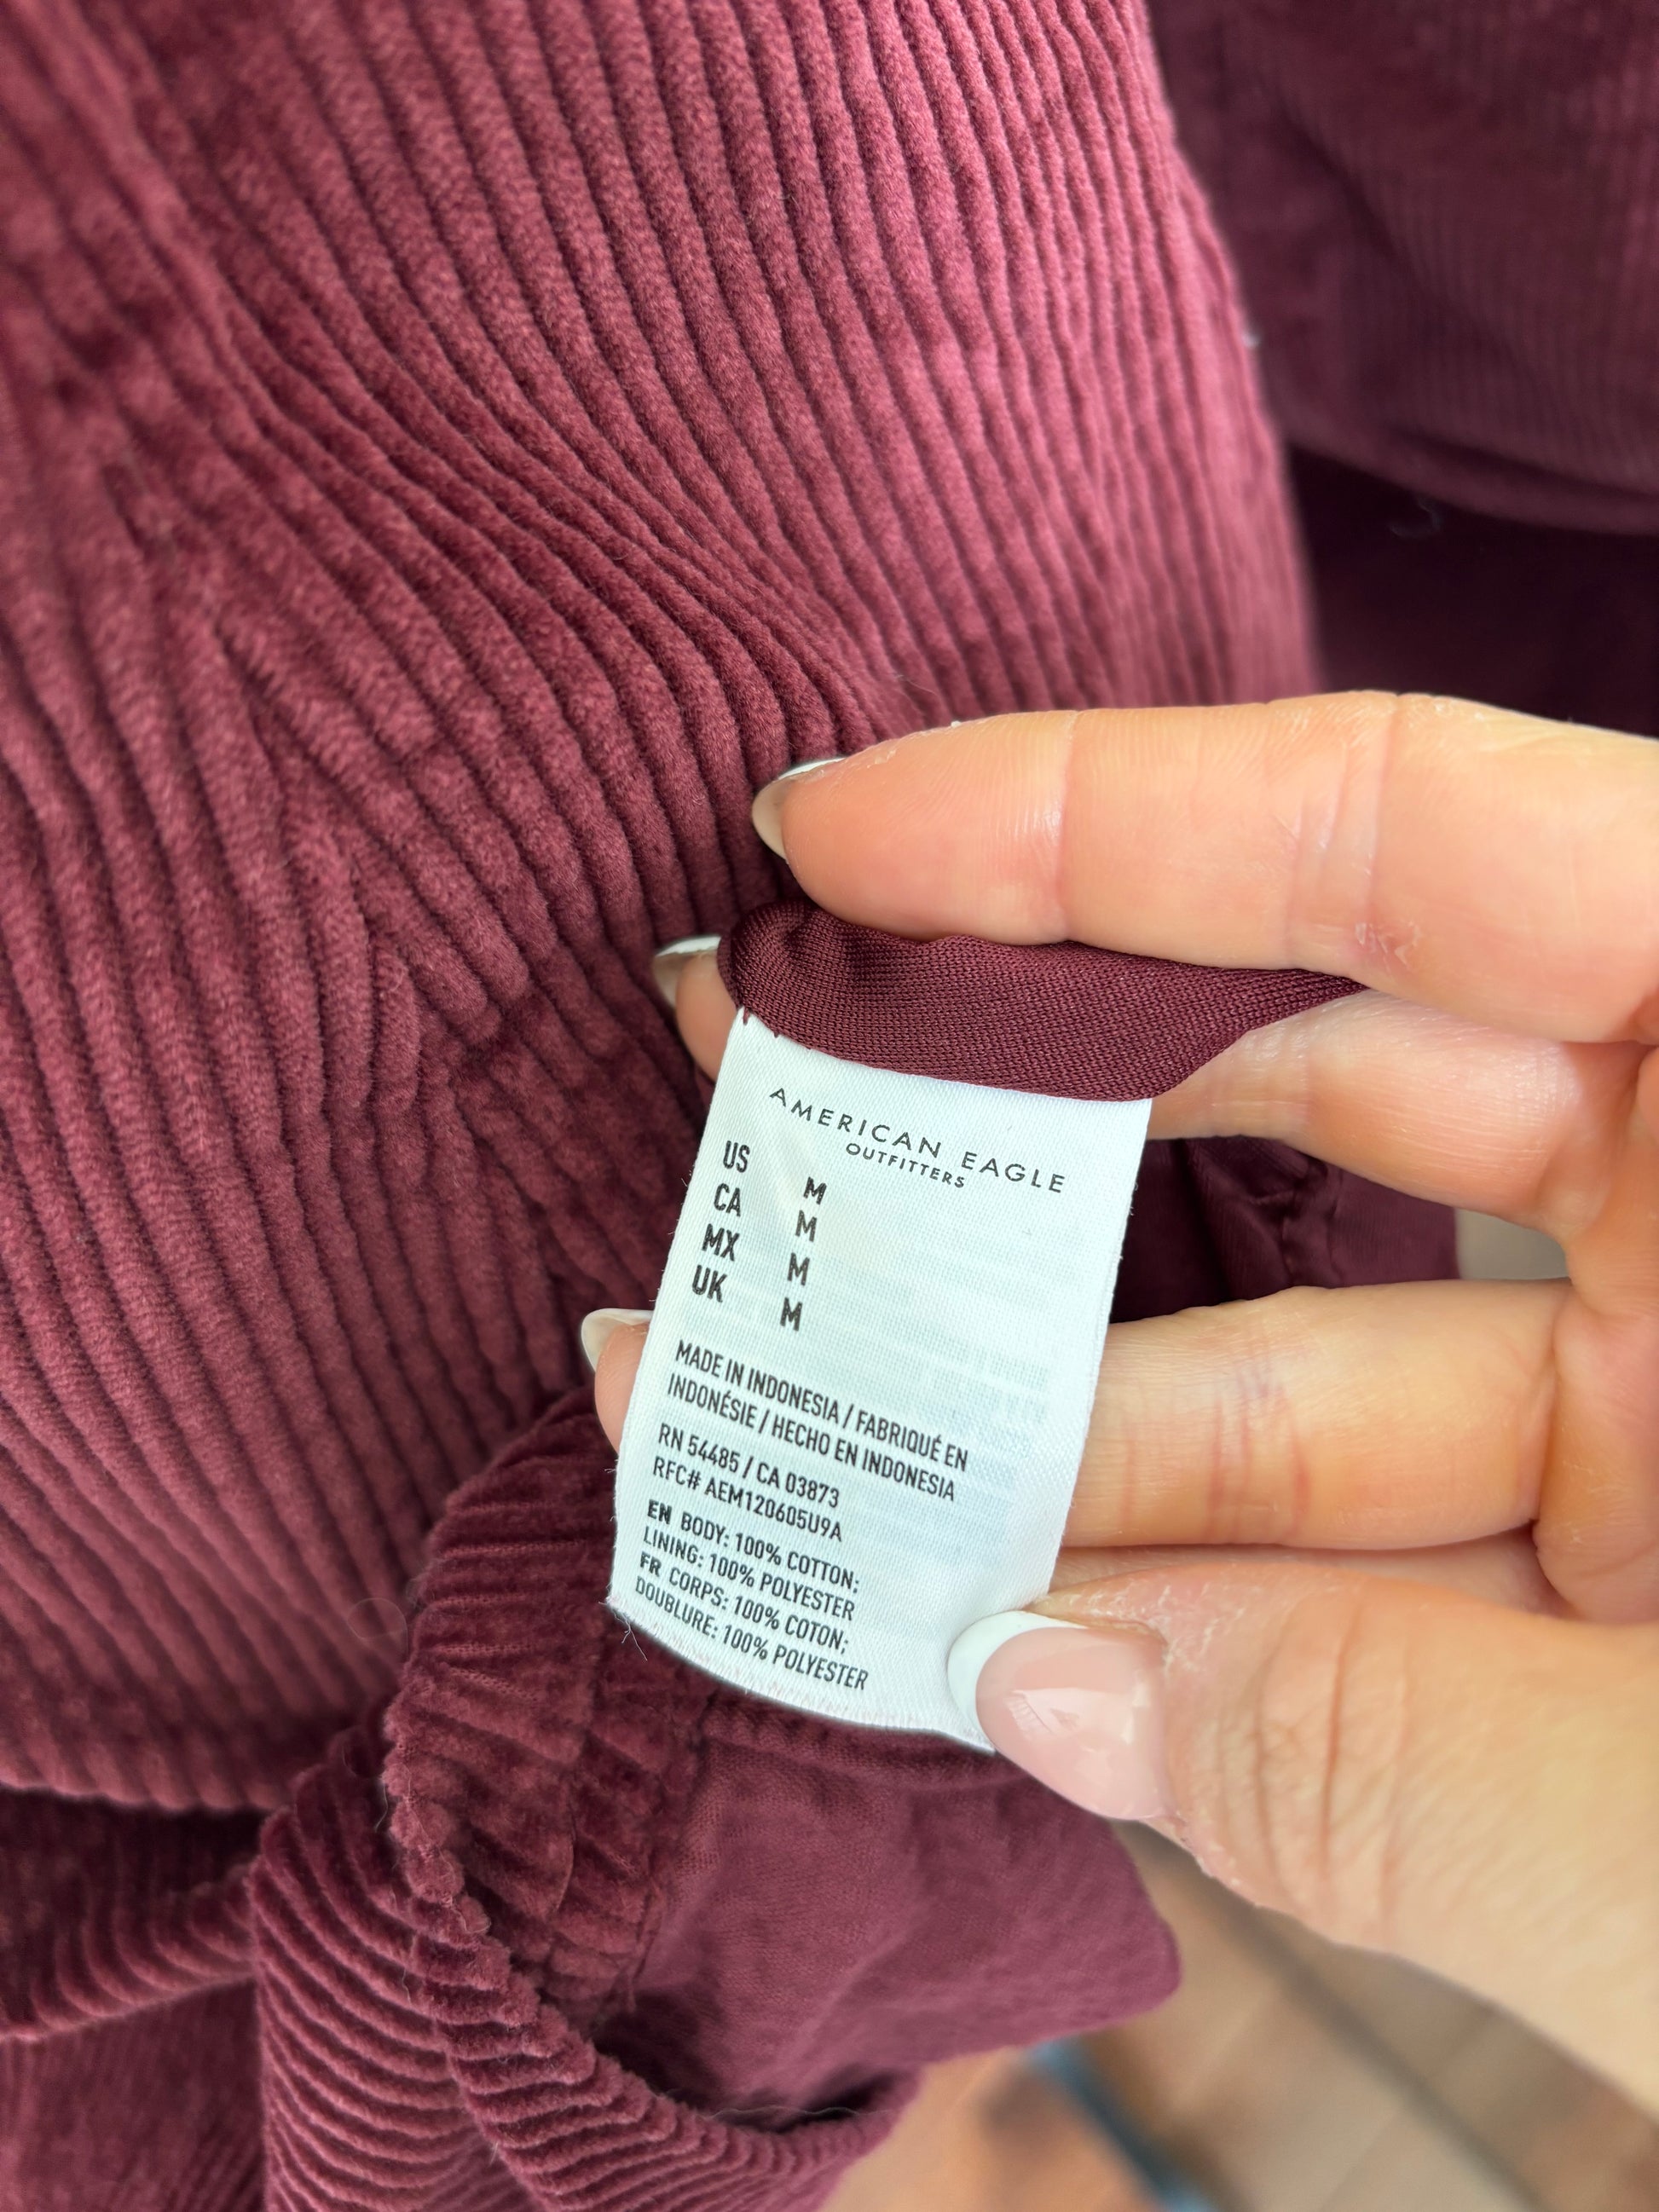 AMERICAN EAGLE
OUTFITTERS
US M
CA M
MX M
UK M
MADE IN INDONESIA / FABRIQUÉ EN
INDONÉSIE / HECHO EN INDONESIA
RN 54485 / CA 03873
RFC# AEM120605U9A
EN BODY: 100% COTTON;
LINING: 100% POLYESTER
FR CORPS: 100% COTON;
DOUBLURE: 100% POLYESTER